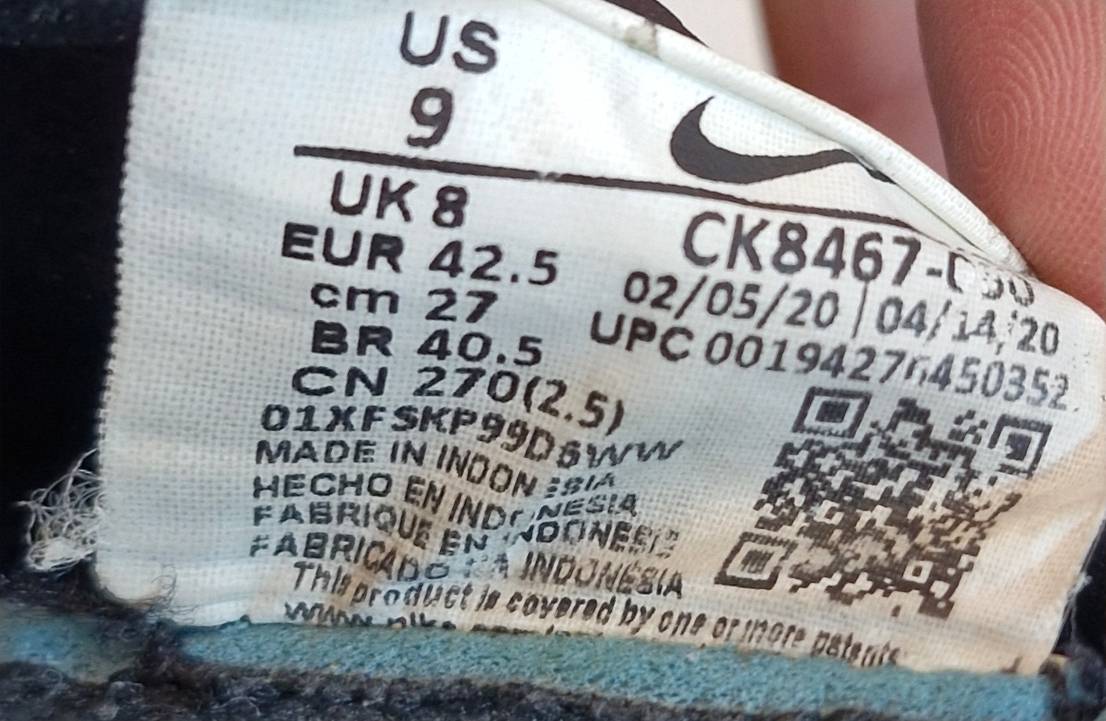 US
9
UK 8
EUR 42.5
cm 27
BR 40.5
CN 270(2.5)
01XFSKP99D6WW
MADE IN INDONESIA
HECHO EN INDONESIA
FABRIQUE EN INDONESIE
FABRICADO NA INDONESIA
This product is covered by one or more patents.
02/05/20 | 04/14/20
UPC